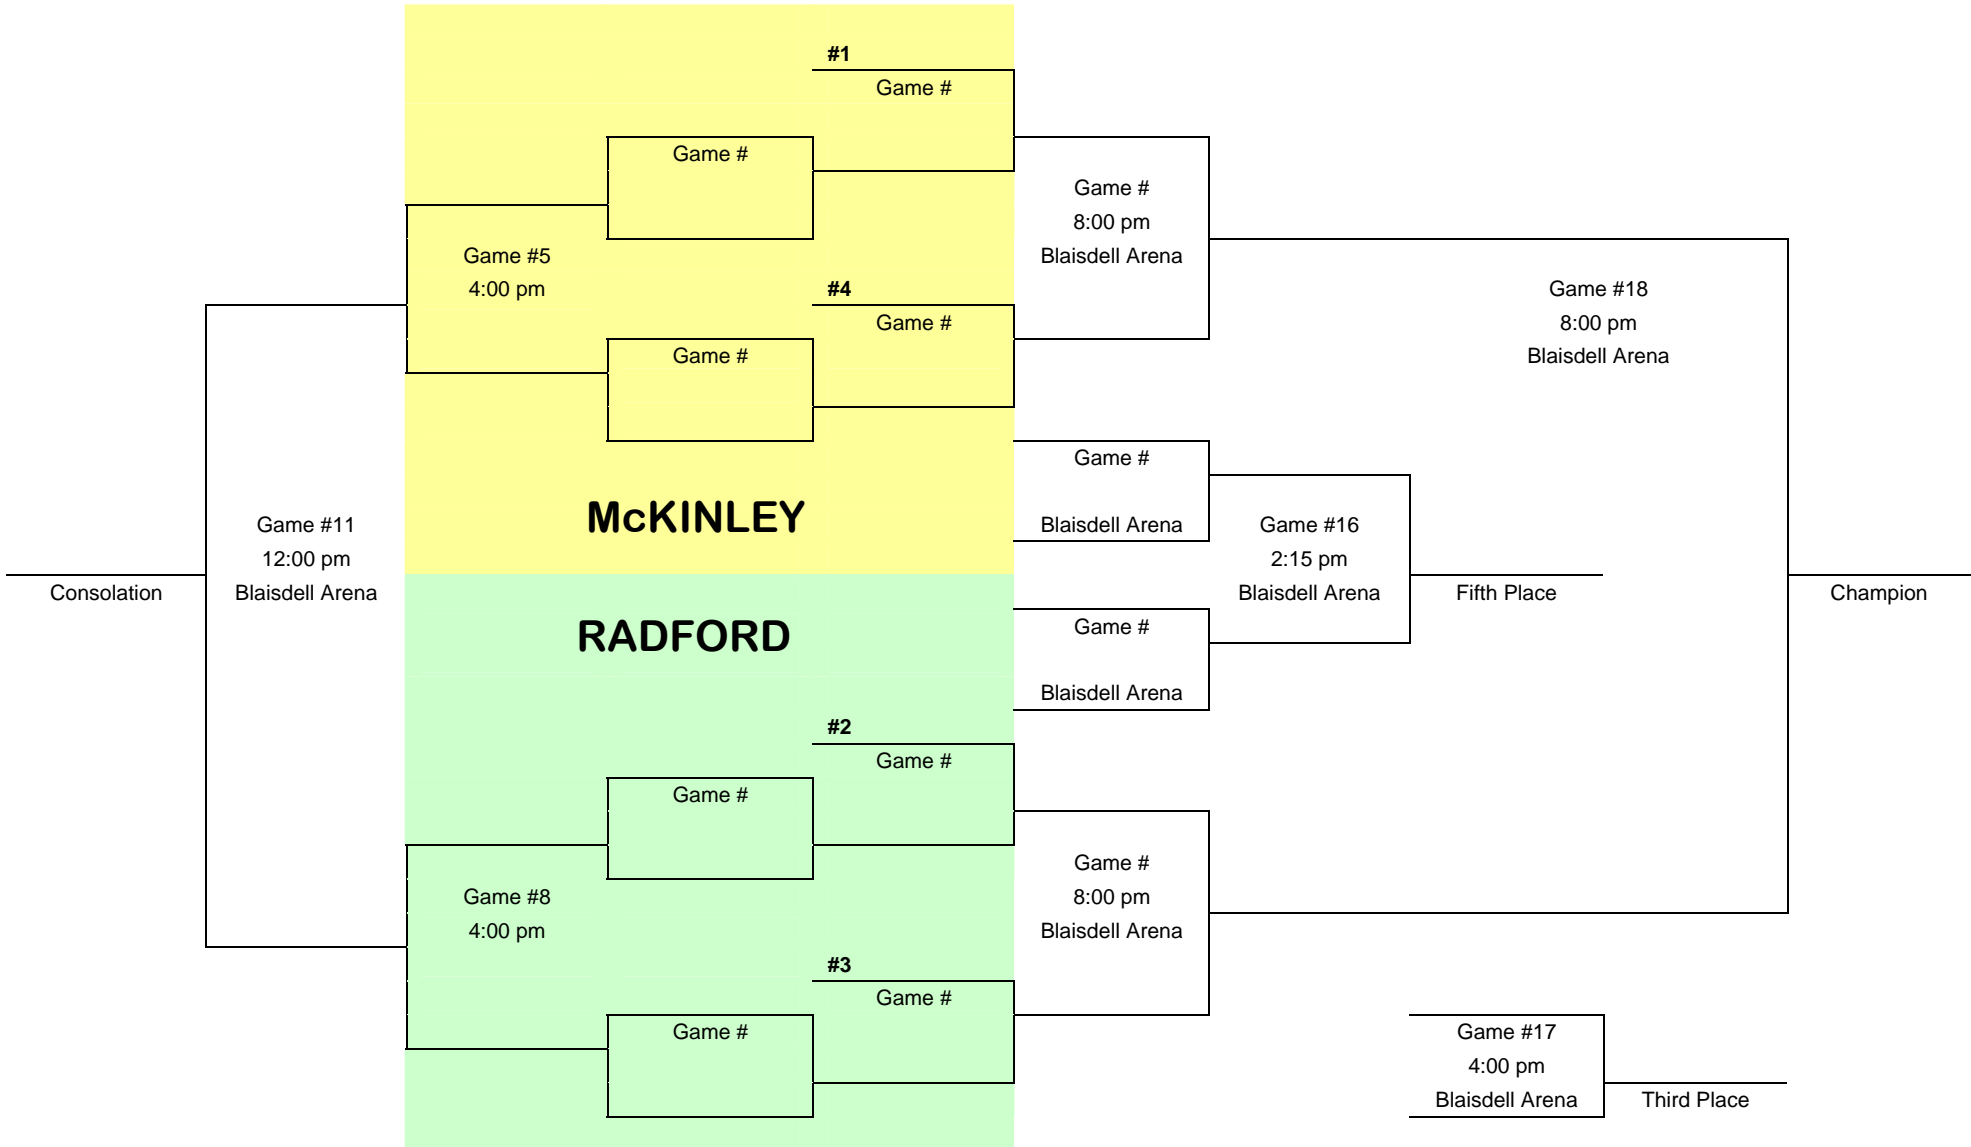 #1
Game #
Game #
Game #
8:00 pm
Blaisdell Arena
Game #5
4:00 pm
#4
Game #
Game #
Game #18
8:00 pm
Blaisdell Arena
Game #
Blaisdell Arena
McKINLEY
Game #11
12:00 pm
Blaisdell Arena
Consolation
Game #16
2:15 pm
Blaisdell Arena
Fifth Place
Champion
RADFORD
Game #
Blaisdell Arena
#2
Game #
Game #
Game #
8:00 pm
Blaisdell Arena
Game #8
4:00 pm
#3
Game #
Game #
Game #17
4:00 pm
Blaisdell Arena
Third Place